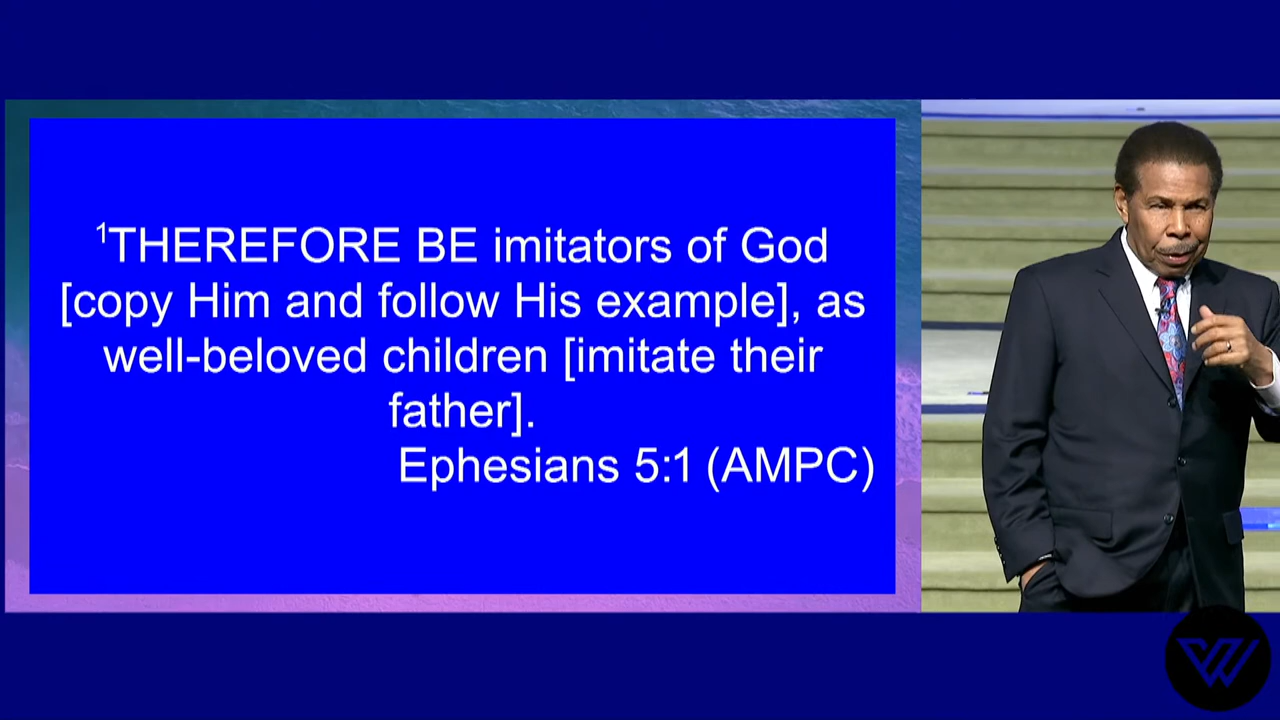 ¹THEREFORE BE imitators of God
[copy Him and follow His example], as
well-beloved children [imitate their
father].
Ephesians 5:1 (AMPC)